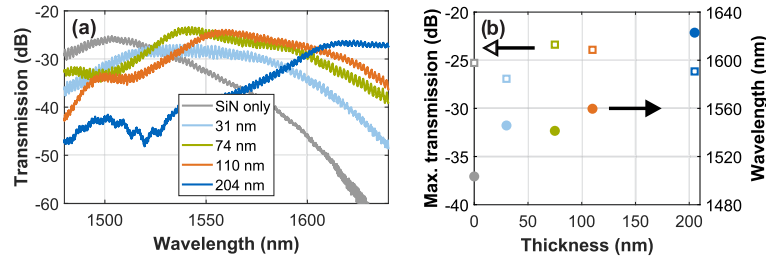 (a)
Transmission (dB)
-20
-30
-40
-50
-60
SiN only
31 nm
74 nm
110 nm
204 nm
1500
1550
1600
Wavelength (nm)
(b)
Max. transmission (dB)
-20
-25
-30
-35
-40
0
50
100
150
200
Thickness (nm)
1640
1600
1560
1520
1480
Wavelength (nm)